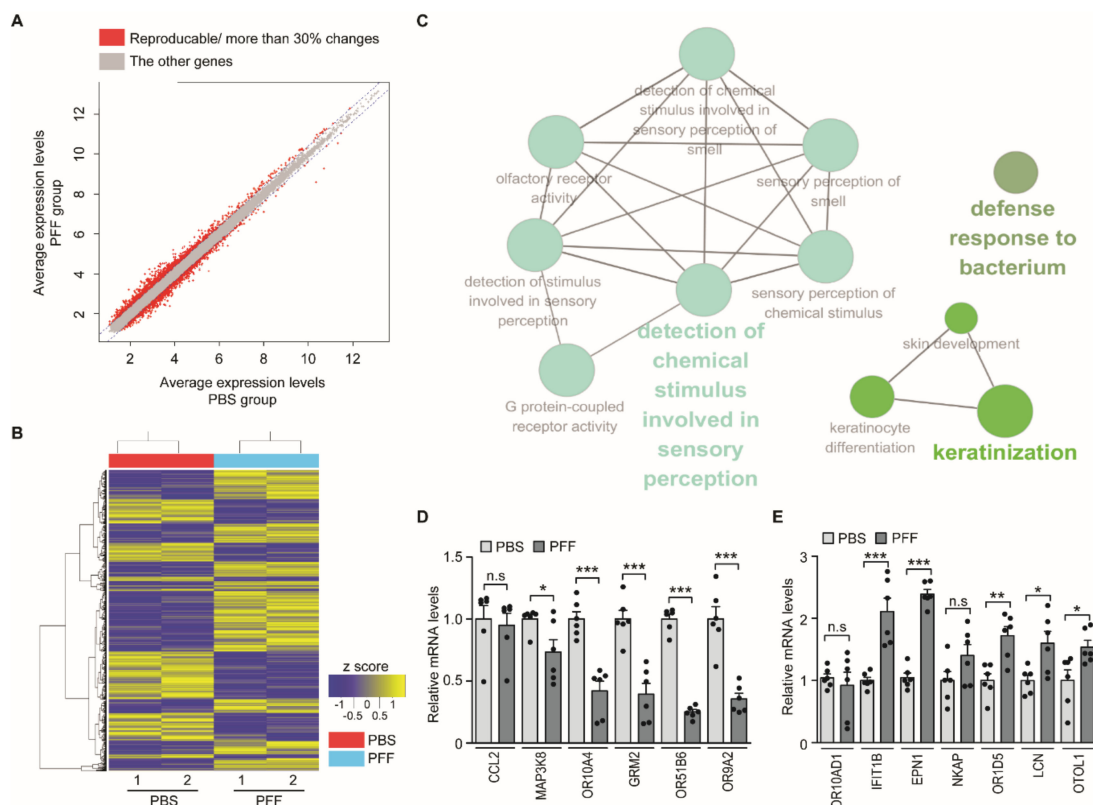 A
Reproducable/ more than 30% changes
The other genes
Average expression levels
PFF group
12
10
8
6
4
2
2 4 6 8 10 12
Average expression levels
PBS group
B
z score
-1 0 1
-0.5 0.5
PBS
PFF
1 2 1 2
PBS PFF
C
detection of chemical
stimulus involved in
sensory perception of
smell
olfactory receptor
activity
sensory perception of
smell
detection of stimulus
involved in sensory
perception
sensory perception of
chemical stimulus
G protein-coupled
receptor activity
detection of
chemical
stimulus
involved in
sensory
perception
defense
response to
bacterium
skin development
keratinocyte
differentiation
keratinization
D
PBS PFF
Relative mRNA levels
1.5
1.0
0.5
0
n.s * *** *** *** ***
CCL2
MAP3K8
OR10A4
GRM2
OR51B6
OR9A2
E
PBS PFF
Relative mRNA levels
3
2
1
0
n.s *** *** n.s ** * *
OR10AD1
IFIT1B
EPN1
NKAP
OR1D5
LCN
OTOL1